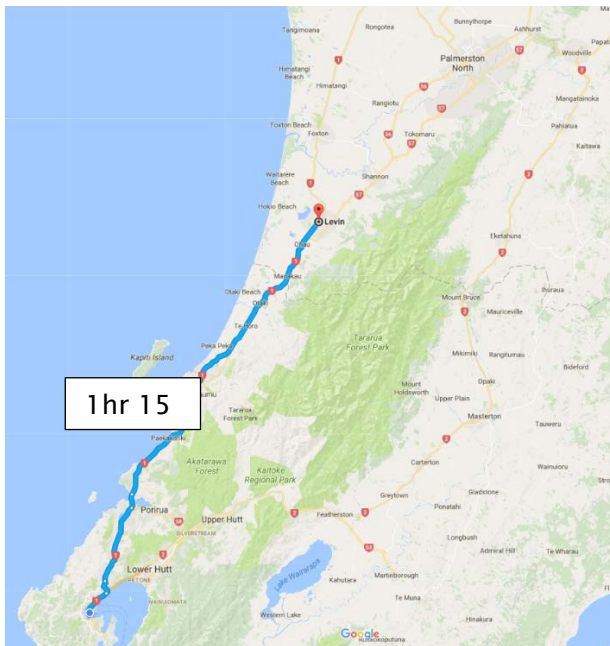 Tangimoana
Rongotea
Bunnythorpe
Ashhurst
Woodville
Papat
Palmerston
North
Himatangi
Beach
Himatangi
Mangatainoka
Rangiotu
Foxton Beach
Foxton
Tokomaru
Pahiatua
Kaitawa
Waitarere
Beach
Shannon
Hokio Beach
Levin
Ohau
Eketahuna
Manakau
Otaki Beach
Otaki
Mount Bruce
Mauriceville
Te Horo
Peka Peka
Kapiti Island
Tararua
Forest Park
Mikimiki
Rangitumau
Bideford
1hr 15
Mount
Holdsworth
Opaki
Upper Plain
Masterton
Tararua
Forest Park
Tauweru
Akatarawa
Forest
Kaitoke
Regional Park
Carterton
Wainuioru
Porirua
Upper Hutt
Greytown
Gladstone
Ponatahi
SILVERSTREAM
Featherston
Longbush
Lower Hutt
Admiral Hill
Te Wharau
Lake Wairarapa
Kahutara
Martinborough
WAINUIOMATA
Te Muna
Western Lake
Hinakura
Google